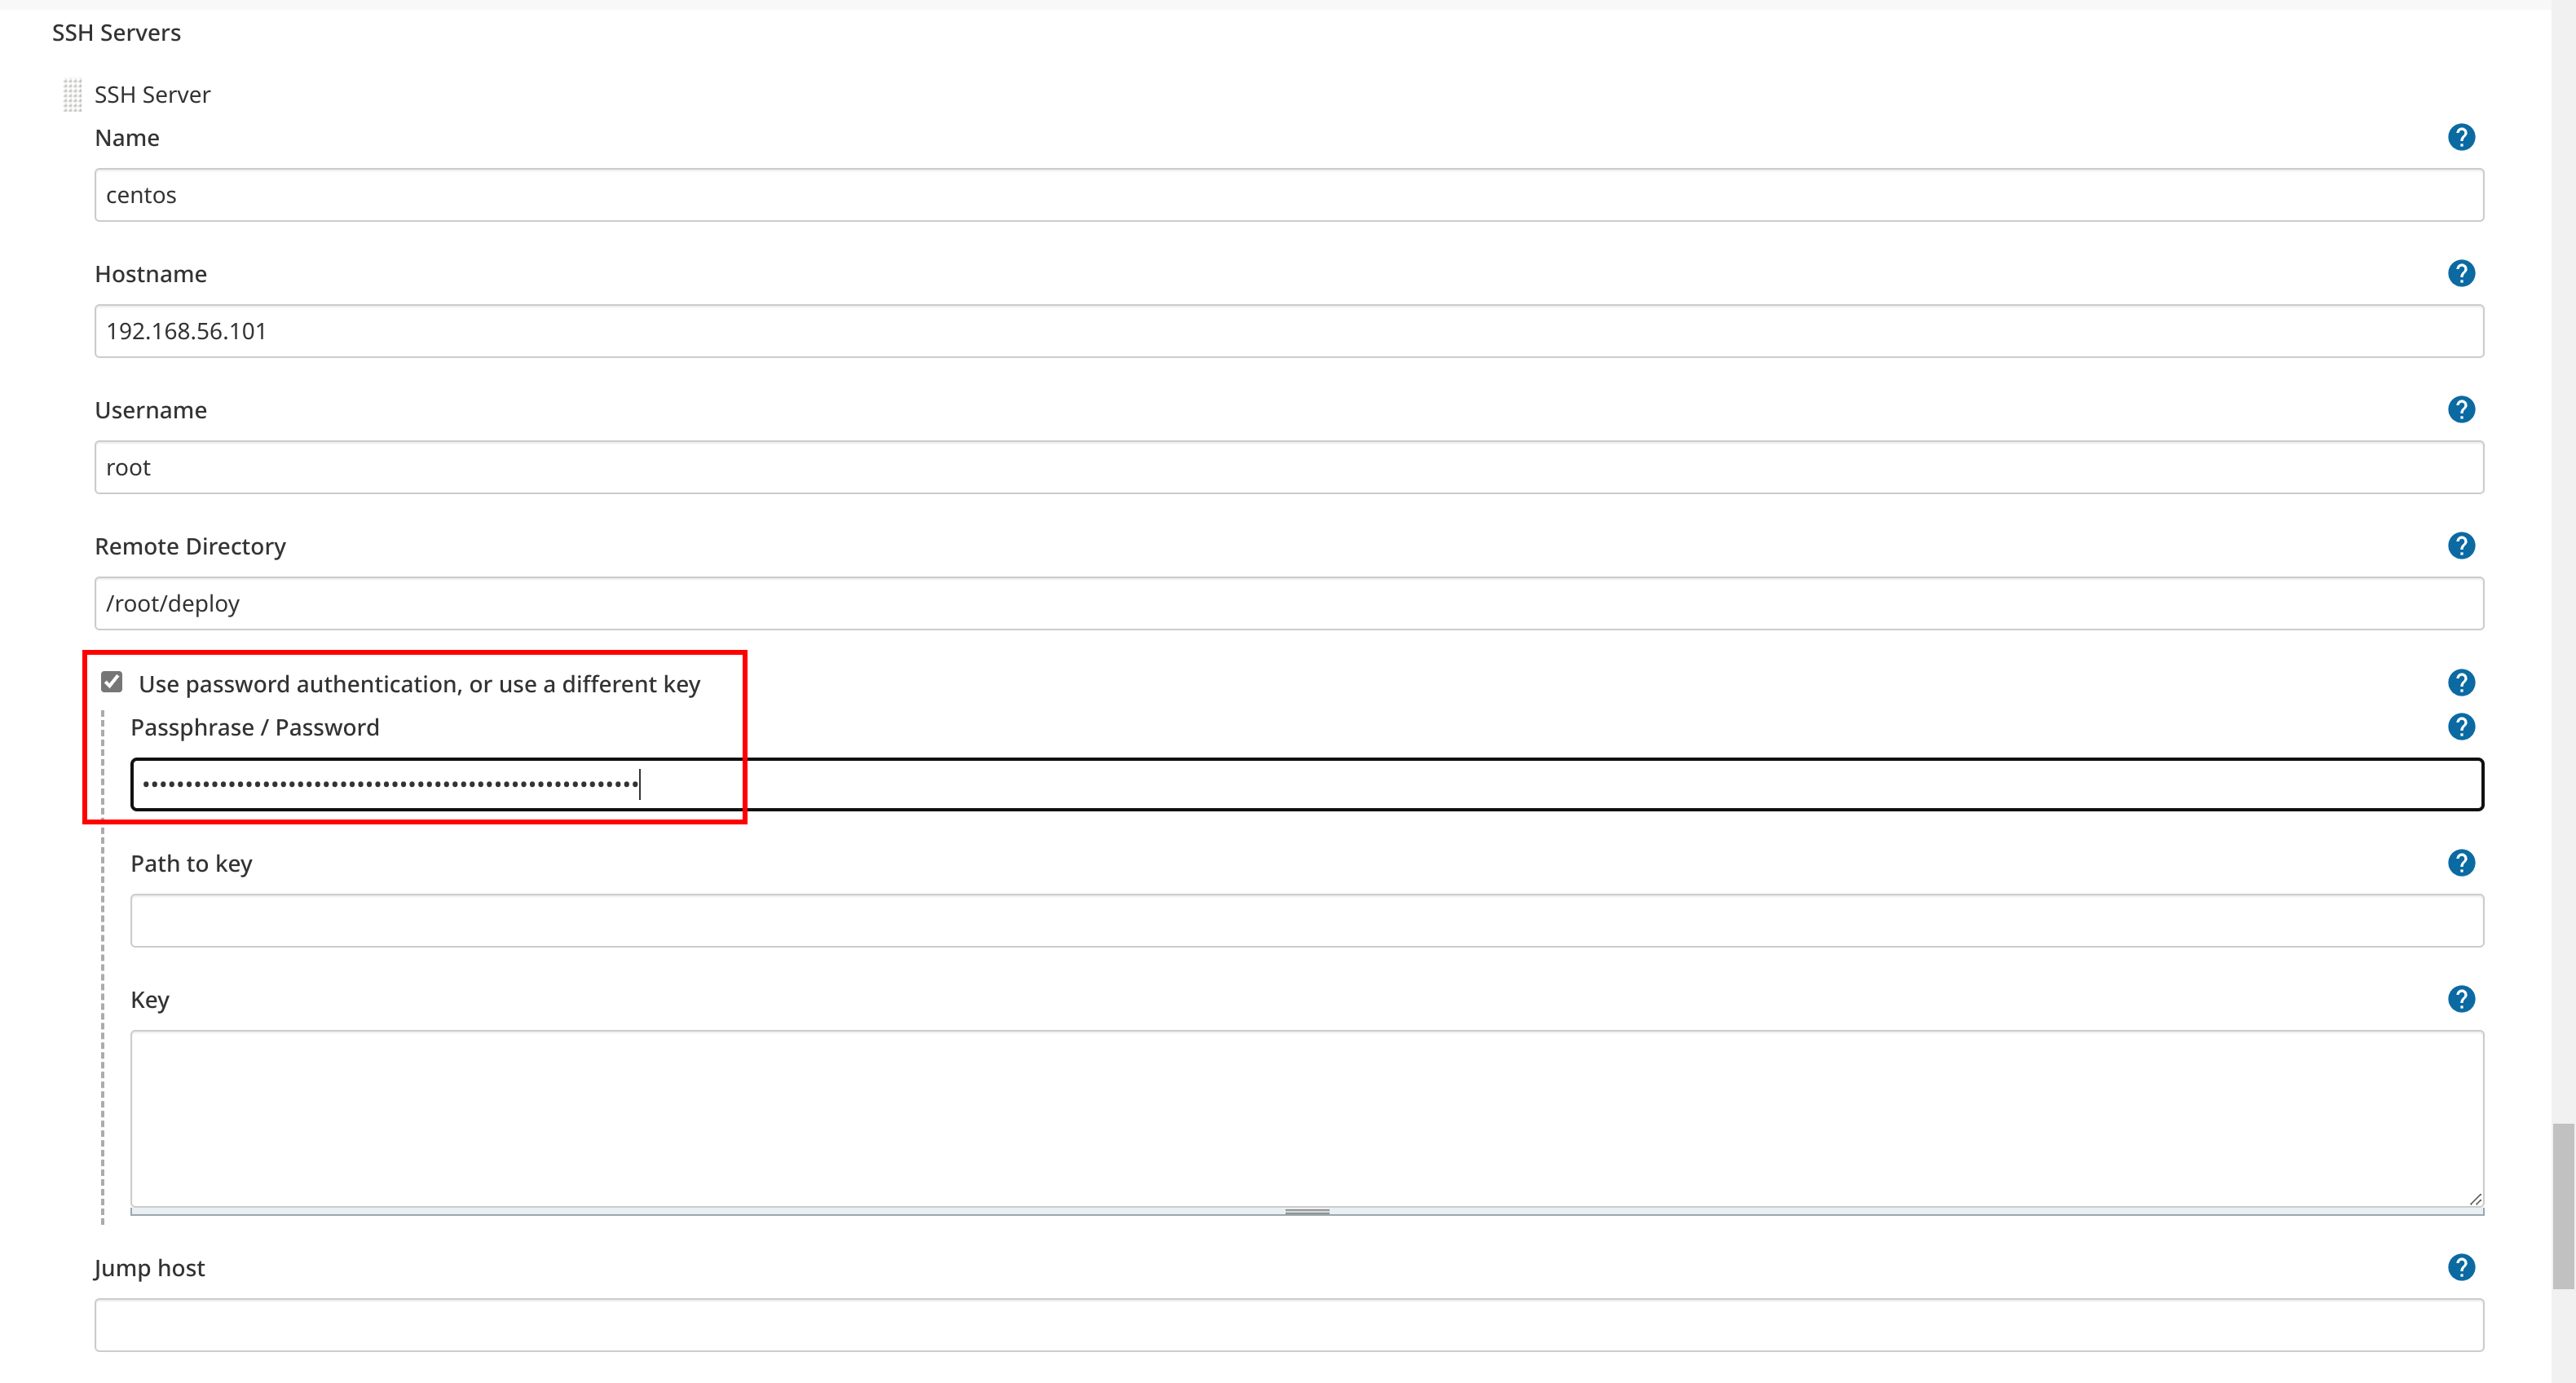 SSH Servers
SSH Server
Name
centos
Hostname
192.168.56.101
Username
root
Remote Directory
/root/deploy
Use password authentication, or use a different key
Passphrase / Password
Path to key
Key
Jump host